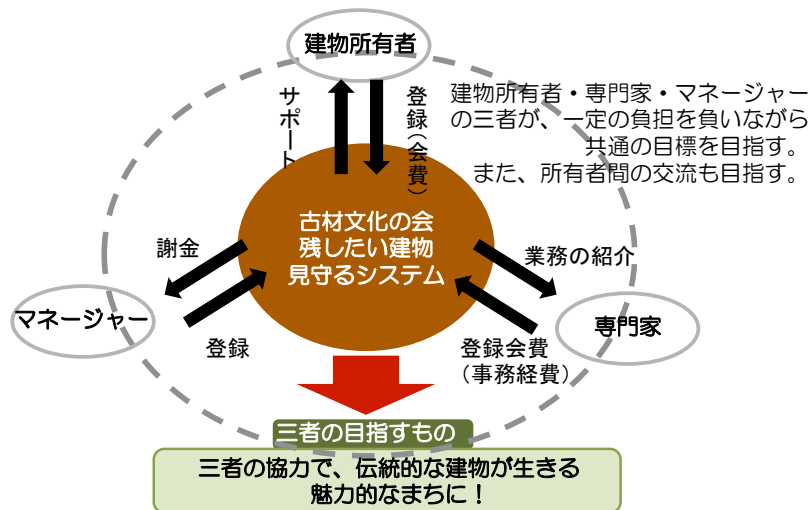 建物所有者
サポート
登録(会費)
建物所有者・専門家・マネージャー
の三者が、一定の負担を負いながら
共通の目標を目指す。
また、所有者間の交流も目指す。
古材文化の会
残したい建物
見守るシステム
謝金
業務の紹介
マネージャー
専門家
登録
登録会費
(事務経費)
三者の目指すもの
三者の協力で、伝統的な建物が生きる
魅力的なまちに!